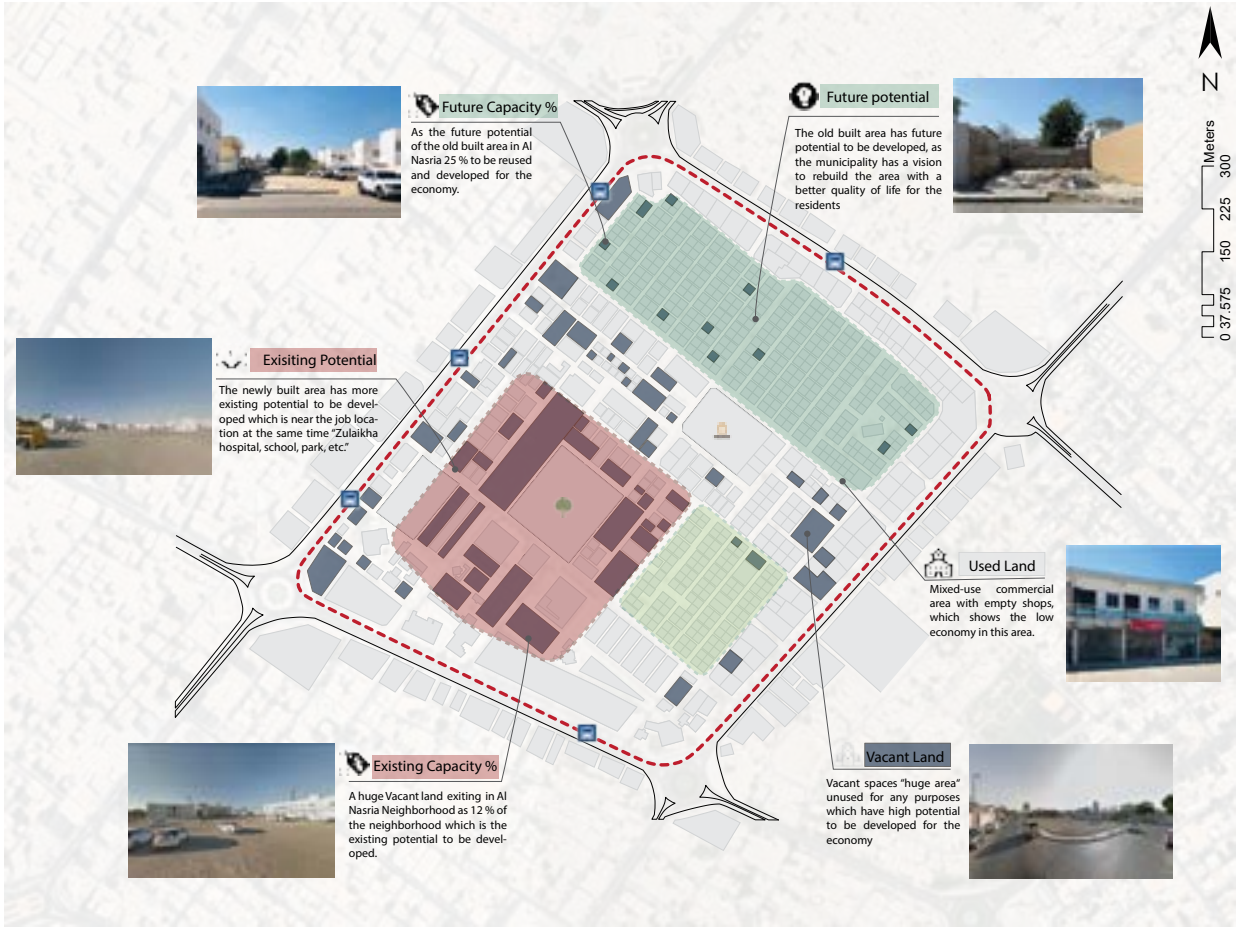 Future Capacity %
As the future potential
of the old built area in Al
Nasria 25 % to be reused
and developed for the
economy.
Future potential
The old built area has future
potential to be developed, as
the municipality has a vision
to rebuild the area with a
better quality of life for the
residents
N
Meters
0 37.575 150 225 300
Exisiting Potential
The newly built area has more
existing potential to be devel-
oped which is near the job loca-
tion at the same time "Zulaikha
hospital, school, park, etc."
Used Land
Mixed-use commercial
area with empty shops,
which shows the low
economy in this area.
Existing Capacity %
A huge Vacant land exiting in Al
Nasria Neighborhood as 12 % of
the neighborhood which is the
existing potential to be devel-
oped.
Vacant Land
Vacant spaces "huge area"
unused for any purposes
which have high potential
to be developed for the
economy